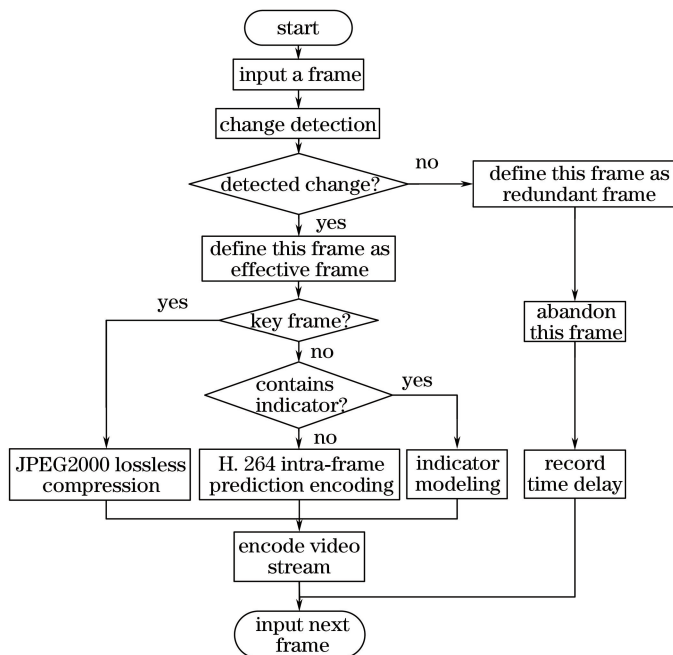 start
input a frame
change detection
detected change?
no
define this frame as
redundant frame
yes
define this frame as
effective frame
yes
key frame?
abandon
this frame
no
contains
indicator?
yes
no
JPEG2000 lossless
compression
H. 264 intra-frame
prediction encoding
indicator
modeling
record
time delay
encode video
stream
input next
frame